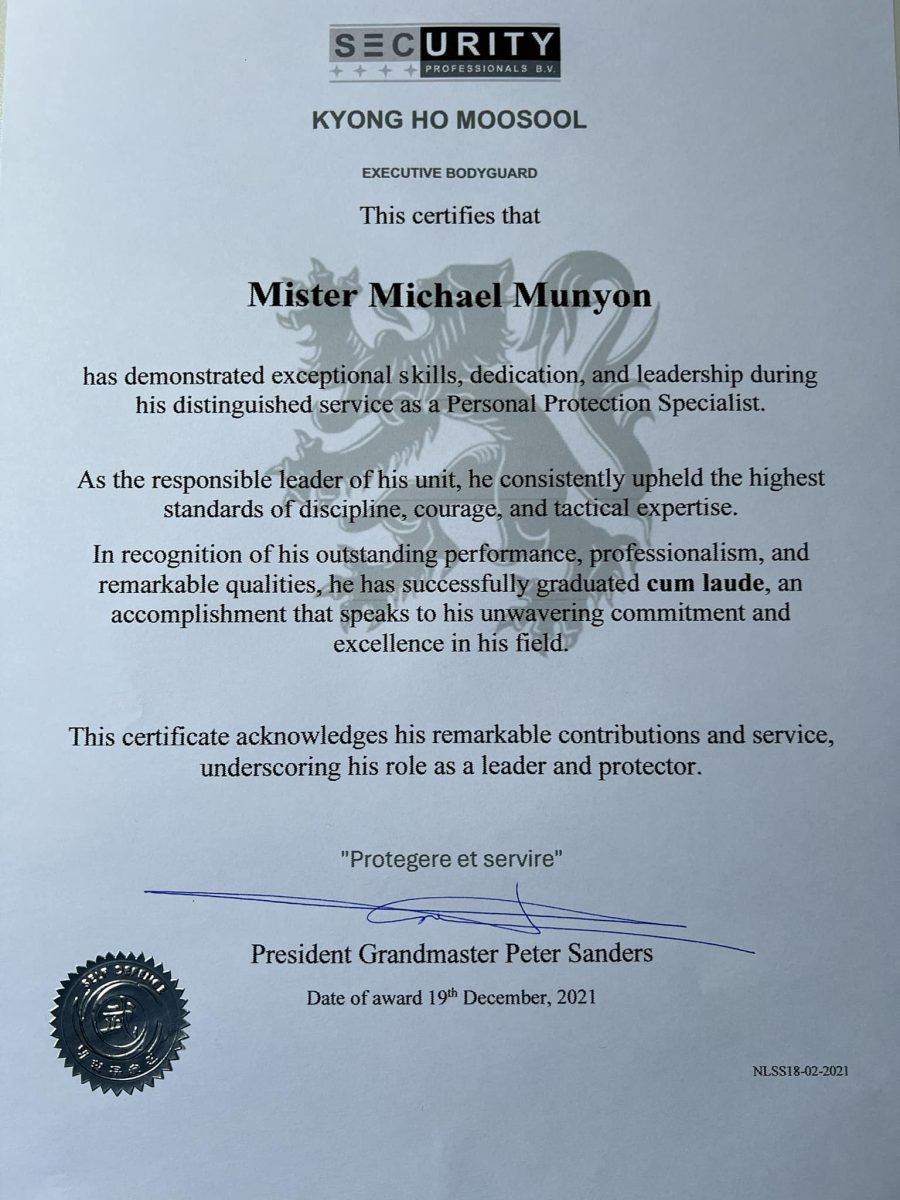 SECURITY
PROFESSIONALS B.V.
KYONG HO MOOSOOL
EXECUTIVE BODYGUARD
This certifies that
Mister Michael Munyon
has demonstrated exceptional skills, dedication, and leadership during
his distinguished service as a Personal Protection Specialist.
As the responsible leader of his unit, he consistently upheld the highest
standards of discipline, courage, and tactical expertise.
In recognition of his outstanding performance, professionalism, and
remarkable qualities, he has successfully graduated cum laude, an
accomplishment that speaks to his unwavering commitment and
excellence in his field.
This certificate acknowledges his remarkable contributions and service,
underscoring his role as a leader and protector.
"Protegere et servire"
President Grandmaster Peter Sanders
Date of award 19th December, 2021
SELF DEFENCE
武
NLSS18-02-2021